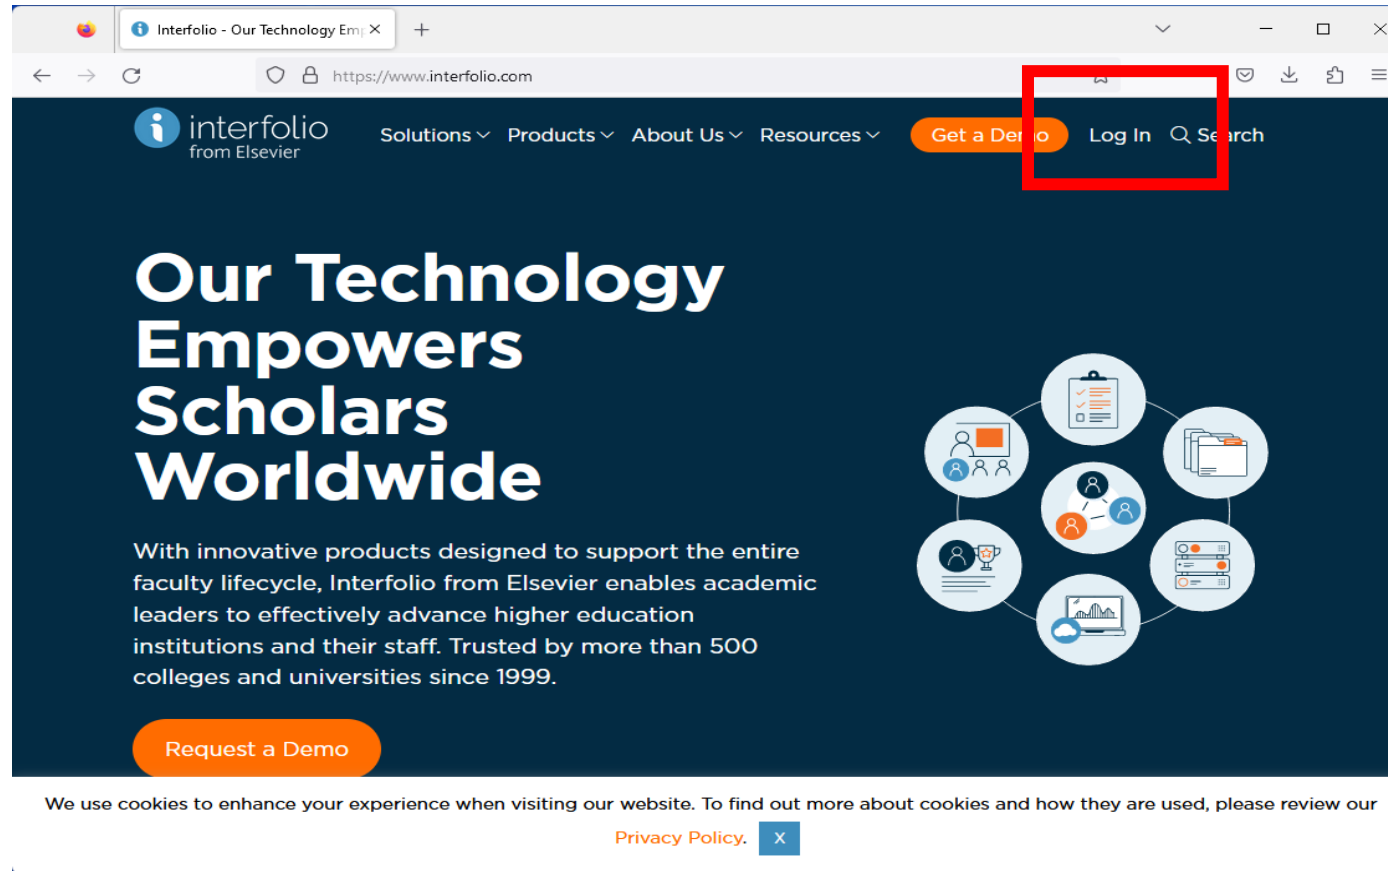 Interfolio - Our Technology Emp
https://www.interfolio.com
interfolio
from Elsevier
Solutions Products About Us Resources Get a Demo Log In Search
Our Technology
Empowers
Scholars
Worldwide
With innovative products designed to support the entire
faculty lifecycle, Interfolio from Elsevier enables academic
leaders to effectively advance higher education
institutions and their staff. Trusted by more than 500
colleges and universities since 1999.
Request a Demo
We use cookies to enhance your experience when visiting our website. To find out more about cookies and how they are used, please review our
Privacy Policy. X